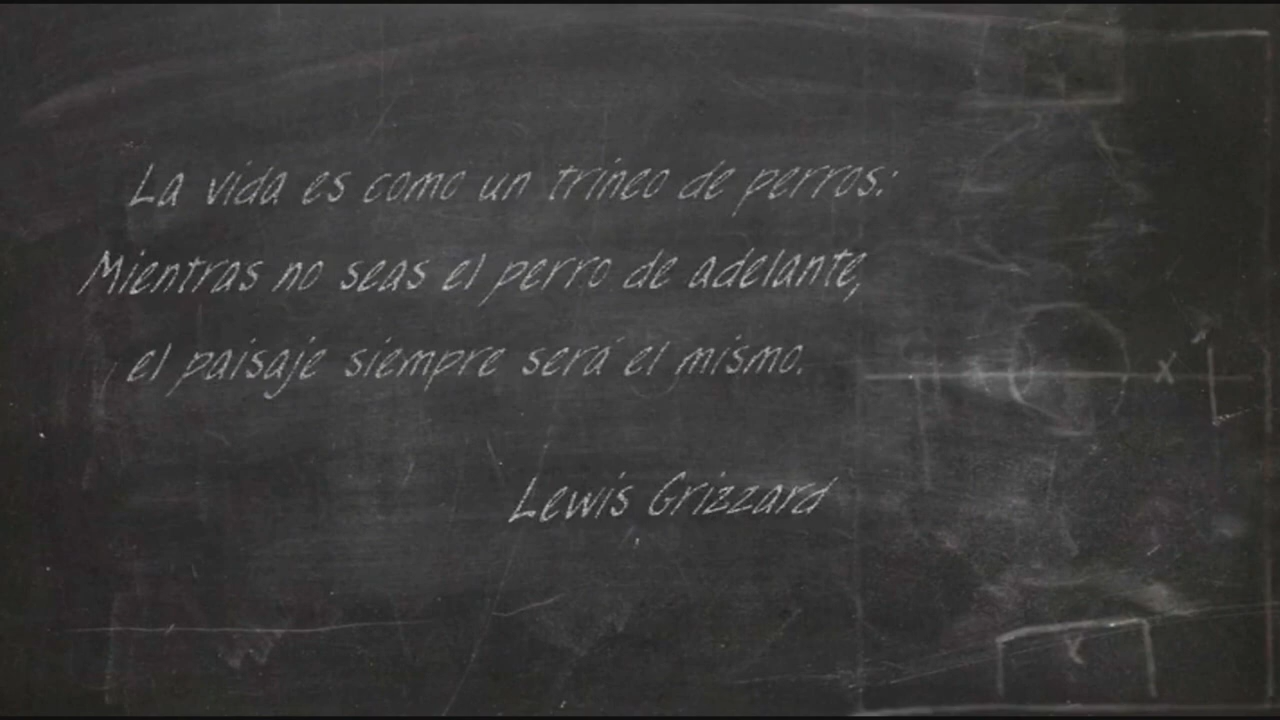 La vida es como un trineo de perros:
Mientras no seas el perro de adelante,
el paisaje siempre será el mismo.
Lewis Grizzard